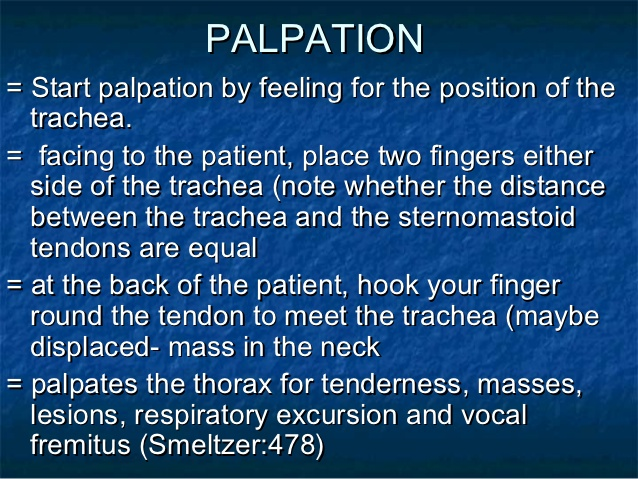 PALPATION
= Start palpation by feeling for the position of the
trachea.
=  facing to the patient, place two fingers either
side of the trachea (note whether the distance
between the trachea and the sternomastoid
tendons are equal
= at the back of the patient, hook your finger
round the tendon to meet the trachea (maybe
displaced- mass in the neck
= palpates the thorax for tenderness, masses,
lesions, respiratory excursion and vocal
fremitus (Smeltzer:478)